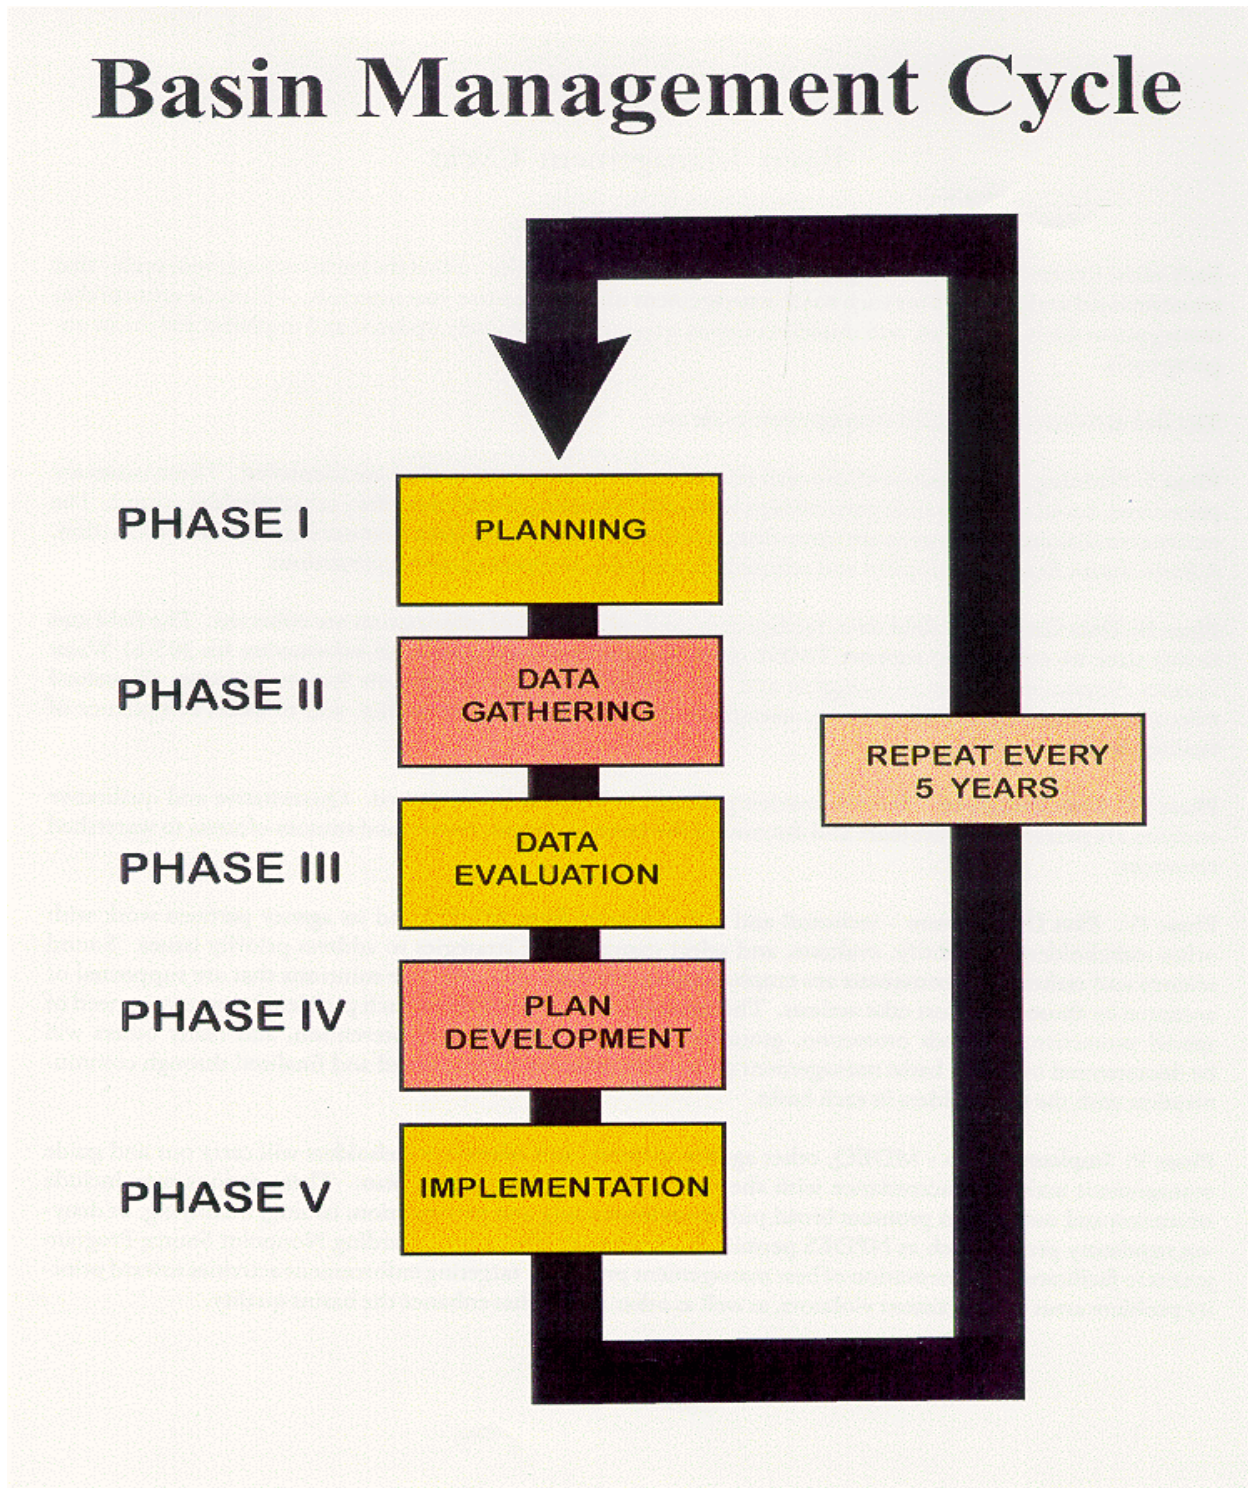 Basin Management Cycle
PHASE I
PLANNING
PHASE II
DATA
GATHERING
PHASE III
DATA
EVALUATION
PHASE IV
PLAN
DEVELOPMENT
PHASE V
IMPLEMENTATION
REPEAT EVERY
5 YEARS